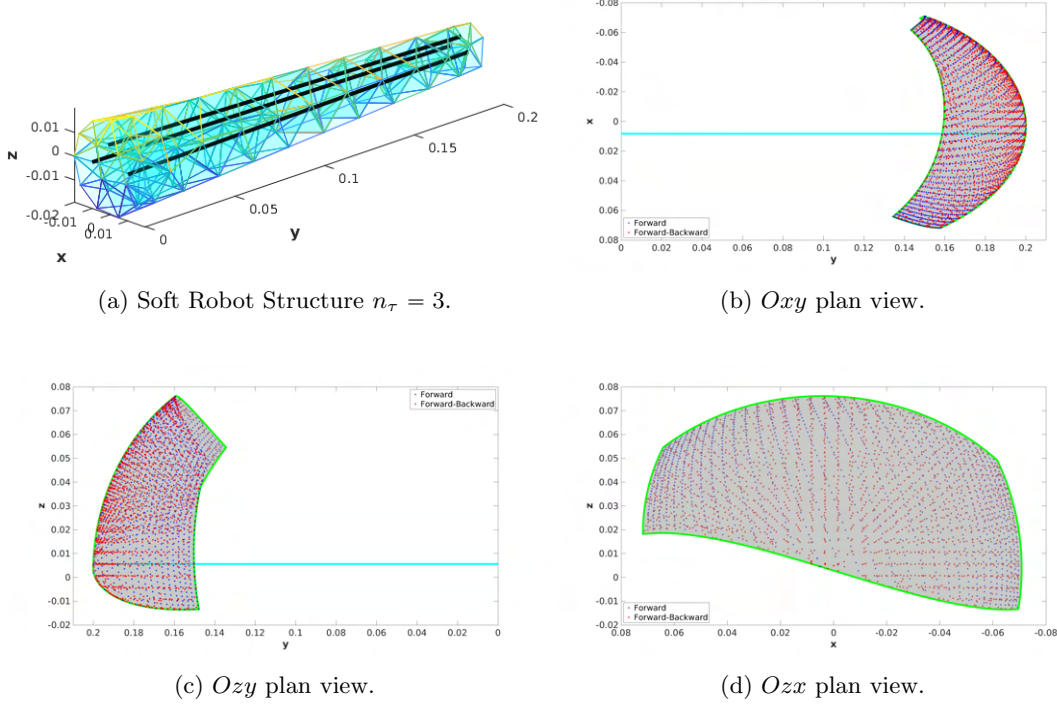 0.01
0
-0.01
-0.02
-0.01
0
0.01
z
x
y
0
0.05
0.1
0.15
0.2
(a) Soft Robot Structure nτ = 3.
-0.08
-0.06
-0.04
-0.02
0
0.02
0.04
0.06
0.08
x
Forward
Forward-Backward
0 0.02 0.04 0.06 0.08 0.1 0.12 0.14 0.16 0.18 0.2
y
(b) Oxy plan view.
0.08
0.07
0.06
0.05
0.04
0.03
0.02
0.01
0
-0.01
-0.02
z
Forward
Forward-Backward
0.2 0.18 0.16 0.14 0.12 0.1 0.08 0.06 0.04 0.02 0
y
(c) Ozy plan view.
0.08
0.07
0.06
0.05
0.04
0.03
0.02
0.01
0
-0.01
-0.02
z
Forward
Forward-Backward
0.08 0.06 0.04 0.02 0 -0.02 -0.04 -0.06 -0.08
x
(d) Ozx plan view.